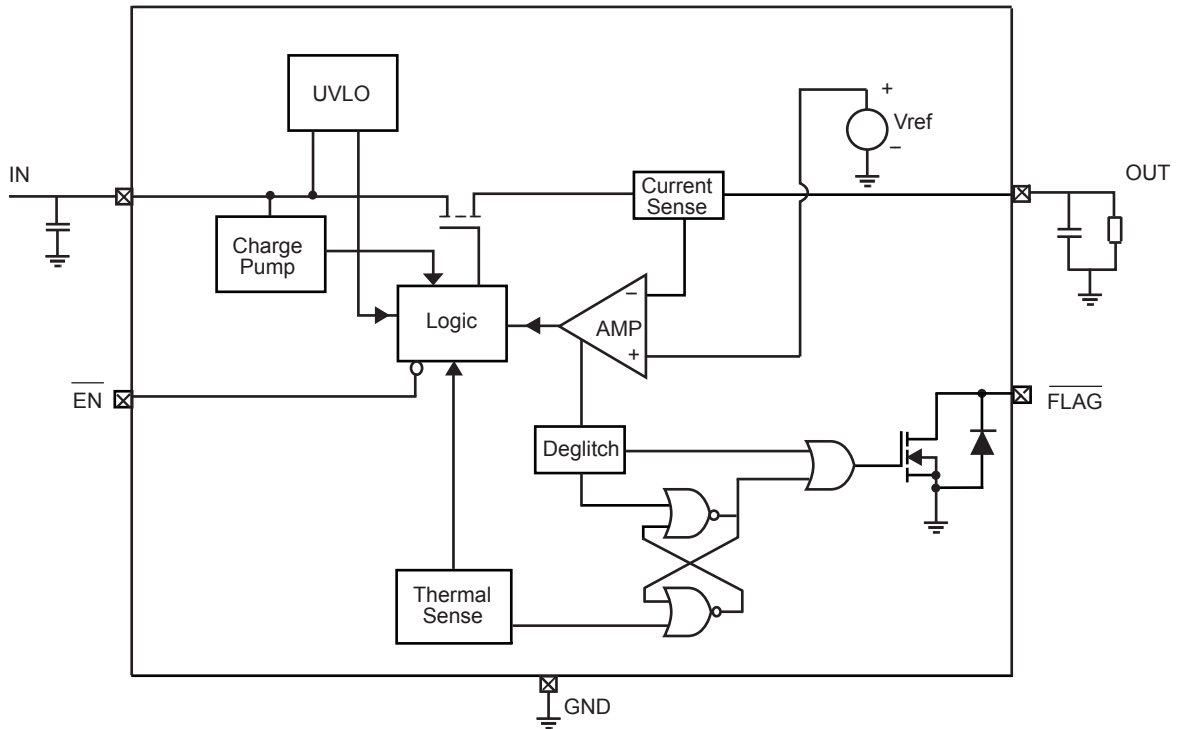 UVLO
+
Vref
–
IN
OUT
Current
Sense
Charge
Pump
–
Logic
AMP
+
EN
FLAG
Deglitch
Thermal
Sense
GND